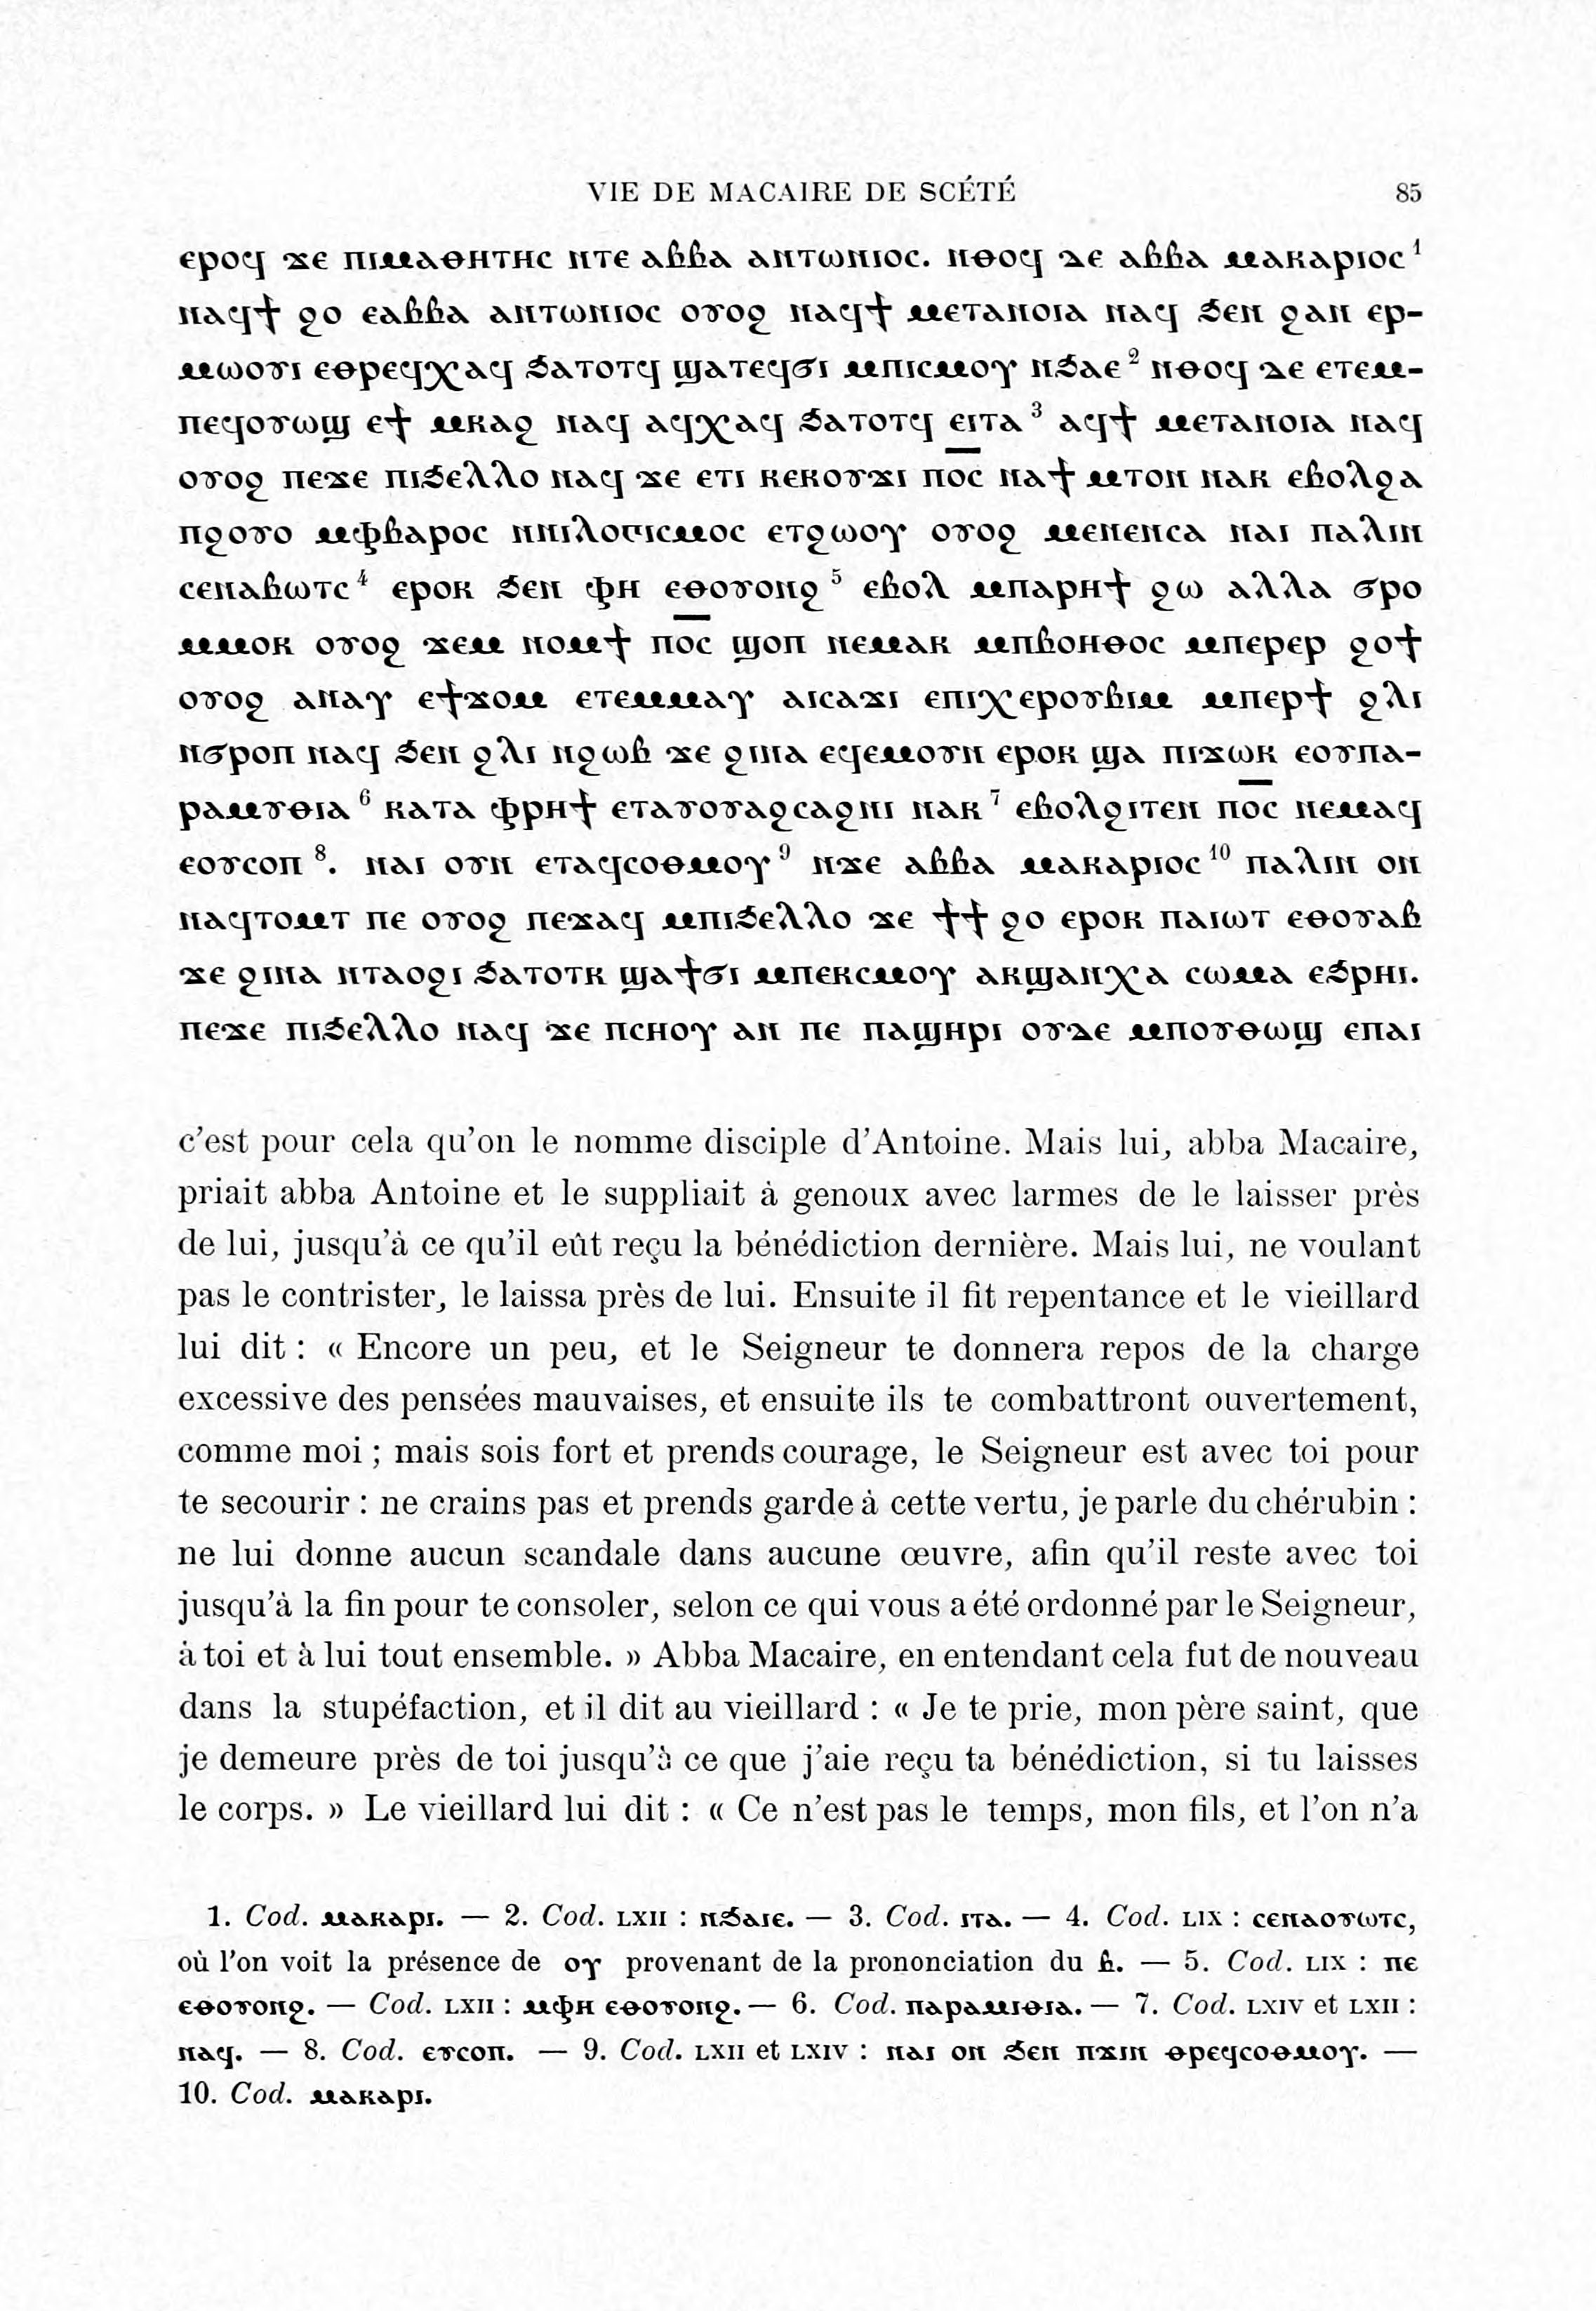 VIE DE MACAIRE DE SCÉTÉ 85
ⲉⲣⲟϥ ϫⲉ ⲡⲓⲙⲁⲑⲏⲧⲏⲥ ⲛⲧⲉ ⲁⲃⲃⲁ ⲁⲛⲧⲱⲛⲓⲟⲥ. ⲛⲑⲟϥ ⲇⲉ ⲁⲃⲃⲁ ⲙⲁⲕⲁⲣⲓⲟⲥ ¹
ⲛⲁϥϯ ϩⲟ ⲉⲁⲃⲃⲁ ⲁⲛⲧⲱⲛⲓⲟⲥ ⲟⲩⲟϩ ⲛⲁϥϯ ⲙⲉⲧⲁⲛⲟⲓⲁ ⲛⲁϥ ϧⲉⲛ ϩⲁⲛ ⲉⲣ-
ⲙⲱⲟⲩⲓ ⲉⲑⲣⲉϥⲭⲁϥ ϧⲁⲧⲟⲧϥ ϣⲁⲧⲉϥϭⲓ ⲙⲡⲓⲥⲙⲟⲩ ⲛϧⲁⲉ ² ⲛⲑⲟϥ ⲇⲉ ⲉⲧⲉⲙ-
ⲡⲉϥⲟⲩⲱϣ ⲉϯ ⲙⲕⲁϩ ⲛⲁϥ ⲁϥⲭⲁϥ ϧⲁⲧⲟⲧϥ ⲉⲓⲧⲁ ³ ⲁϥϯ ⲙⲉⲧⲁⲛⲟⲓⲁ ⲛⲁϥ
ⲟⲩⲟϩ ⲡⲉϫⲉ ⲡⲓϧⲉⲗⲗⲟ ⲛⲁϥ ϫⲉ ⲉⲧⲓ ⲕⲉⲕⲟⲩϫⲓ ⲡⲟ̅ⲥ ⲛⲁϯ ⲙⲧⲟⲛ ⲛⲁⲕ ⲉⲃⲟⲗϩⲁ
ⲡϩⲟⲩⲟ ⲙⲫⲃⲁⲣⲟⲥ ⲛⲛⲓⲗⲟⲅⲓⲥⲙⲟⲥ ⲉⲧϩⲱⲟⲩ ⲟⲩⲟϩ ⲙⲉⲛⲉⲛⲥⲁ ⲛⲁⲓ ⲡⲁⲗⲓⲛ
ⲥⲉⲛⲁⲃⲱⲧⲥ ⁴ ⲉⲣⲟⲕ ϧⲉⲛ ⲫⲏ ⲉⲑⲟⲩⲟⲛϩ ⁵ ⲉⲃⲟⲗ ⲙⲡⲁⲣⲏϯ ϩⲱ ⲁⲗⲗⲁ ϭⲣⲟ
ⲙⲙⲟⲕ ⲟⲩⲟϩ ϫⲉⲙ ⲛⲟⲙϯ ⲡⲟ̅ⲥ ϣⲟⲡ ⲛⲉⲙⲁⲕ ⲙⲡⲃⲟⲏⲑⲟⲥ ⲙⲡⲉⲣⲉⲣ ϩⲟϯ
ⲟⲩⲟϩ ⲁⲛⲁⲩ ⲉϯϫⲟⲙ ⲉⲧⲉⲙⲙⲁⲩ ⲁⲓⲥⲁϫⲓ ⲉⲡⲓⲭⲉⲣⲟⲩⲃⲓⲙ ⲙⲡⲉⲣϯ ϩⲗⲓ
ⲛϭⲣⲟⲡ ⲛⲁϥ ϧⲉⲛ ϩⲗⲓ ⲛϩⲱⲃ ϫⲉ ϩⲓⲛⲁ ⲉϥⲉⲙⲟⲩⲛ ⲉⲣⲟⲕ ϣⲁ ⲡⲓϫⲱⲕ ⲉⲟⲩⲡⲁ-
ⲣⲁⲙⲩⲑⲓⲁ ⁶ ⲕⲁⲧⲁ ⲫⲣⲏϯ ⲉⲧⲁⲩⲟⲩⲁϩⲥⲁϩⲛⲓ ⲛⲁⲕ ⁷ ⲉⲃⲟⲗϩⲓⲧⲉⲛ ⲡⲟ̅ⲥ ⲛⲉⲙⲁϥ
ⲉⲟⲩⲥⲟⲡ ⁸. ⲛⲁⲓ ⲟⲩⲛ ⲉⲧⲁϥⲥⲟⲑⲙⲟⲩ ⁹ ⲛϫⲉ ⲁⲃⲃⲁ ⲙⲁⲕⲁⲣⲓⲟⲥ ¹⁰ ⲡⲁⲗⲓⲛ ⲟⲛ
ⲛⲁϥⲧⲟⲙⲧ ⲡⲉ ⲟⲩⲟϩ ⲡⲉϫⲁϥ ⲙⲡⲓϧⲉⲗⲗⲟ ϫⲉ ϯϯ ϩⲟ ⲉⲣⲟⲕ ⲡⲁⲓⲱⲧ ⲉⲑⲟⲩⲁⲃ
ϫⲉ ϩⲓⲛⲁ ⲛⲧⲁⲟϩⲓ ϧⲁⲧⲟⲧⲕ ϣⲁϯϭⲓ ⲙⲡⲉⲕⲥⲙⲟⲩ ⲁⲕϣⲁⲛⲭⲁ ⲥⲱⲙⲁ ⲉϧⲣⲏⲓ.
ⲡⲉϫⲉ ⲡⲓϧⲉⲗⲗⲟ ⲛⲁϥ ϫⲉ ⲡⲥⲏⲟⲩ ⲁⲛ ⲡⲉ ⲡⲁϣⲏⲣⲓ ⲟⲩⲇⲉ ⲙⲡⲟⲩⲑⲱϣ ⲉⲡⲁⲓ
c'est pour cela qu'on le nomme disciple d'Antoine. Mais lui, abba Macaire,
priait abba Antoine et le suppliait à genoux avec larmes de le laisser près
de lui, jusqu'à ce qu'il eût reçu la bénédiction dernière. Mais lui, ne voulant
pas le contrister, le laissa près de lui. Ensuite il fit repentance et le vieillard
lui dit : « Encore un peu, et le Seigneur te donnera repos de la charge
excessive des pensées mauvaises, et ensuite ils te combattront ouvertement,
comme moi ; mais sois fort et prends courage, le Seigneur est avec toi pour
te secourir : ne crains pas et prends garde à cette vertu, je parle du chérubin :
ne lui donne aucun scandale dans aucune œuvre, afin qu'il reste avec toi
jusqu'à la fin pour te consoler, selon ce qui vous a été ordonné par le Seigneur,
à toi et à lui tout ensemble. » Abba Macaire, en entendant cela fut de nouveau
dans la stupéfaction, et il dit au vieillard : « Je te prie, mon père saint, que
je demeure près de toi jusqu'à ce que j'aie reçu ta bénédiction, si tu laisses
le corps. » Le vieillard lui dit : « Ce n'est pas le temps, mon fils, et l'on n'a
1. Cod. ⲙⲁⲕⲁⲣⲓ. — 2. Cod. LXII : ⲛϧⲁⲓⲉ. — 3. Cod. ⲓⲧⲁ. — 4. Cod. LIX : ⲥⲉⲛⲁⲟⲩⲱⲧⲥ,
où l'on voit la présence de ⲟⲩ provenant de la prononciation du ⲃ. — 5. Cod. LIX : ⲡⲉ
ⲉⲑⲟⲩⲟⲛϩ. — Cod. LXII : ⲙⲫⲏ ⲉⲑⲟⲩⲟⲛϩ. — 6. Cod. ⲡⲁⲣⲁⲙⲓⲑⲓⲁ. — 7. Cod. LXIV et LXII :
ⲛⲁϥ. — 8. Cod. ⲉⲩⲥⲟⲡ. — 9. Cod. LXII et LXIV : ⲛⲁⲓ ⲟⲛ ϧⲉⲛ ⲡϫⲓⲛ ⲑⲣⲉϥⲥⲟⲑⲙⲟⲩ. —
10. Cod. ⲙⲁⲕⲁⲣⲓ.